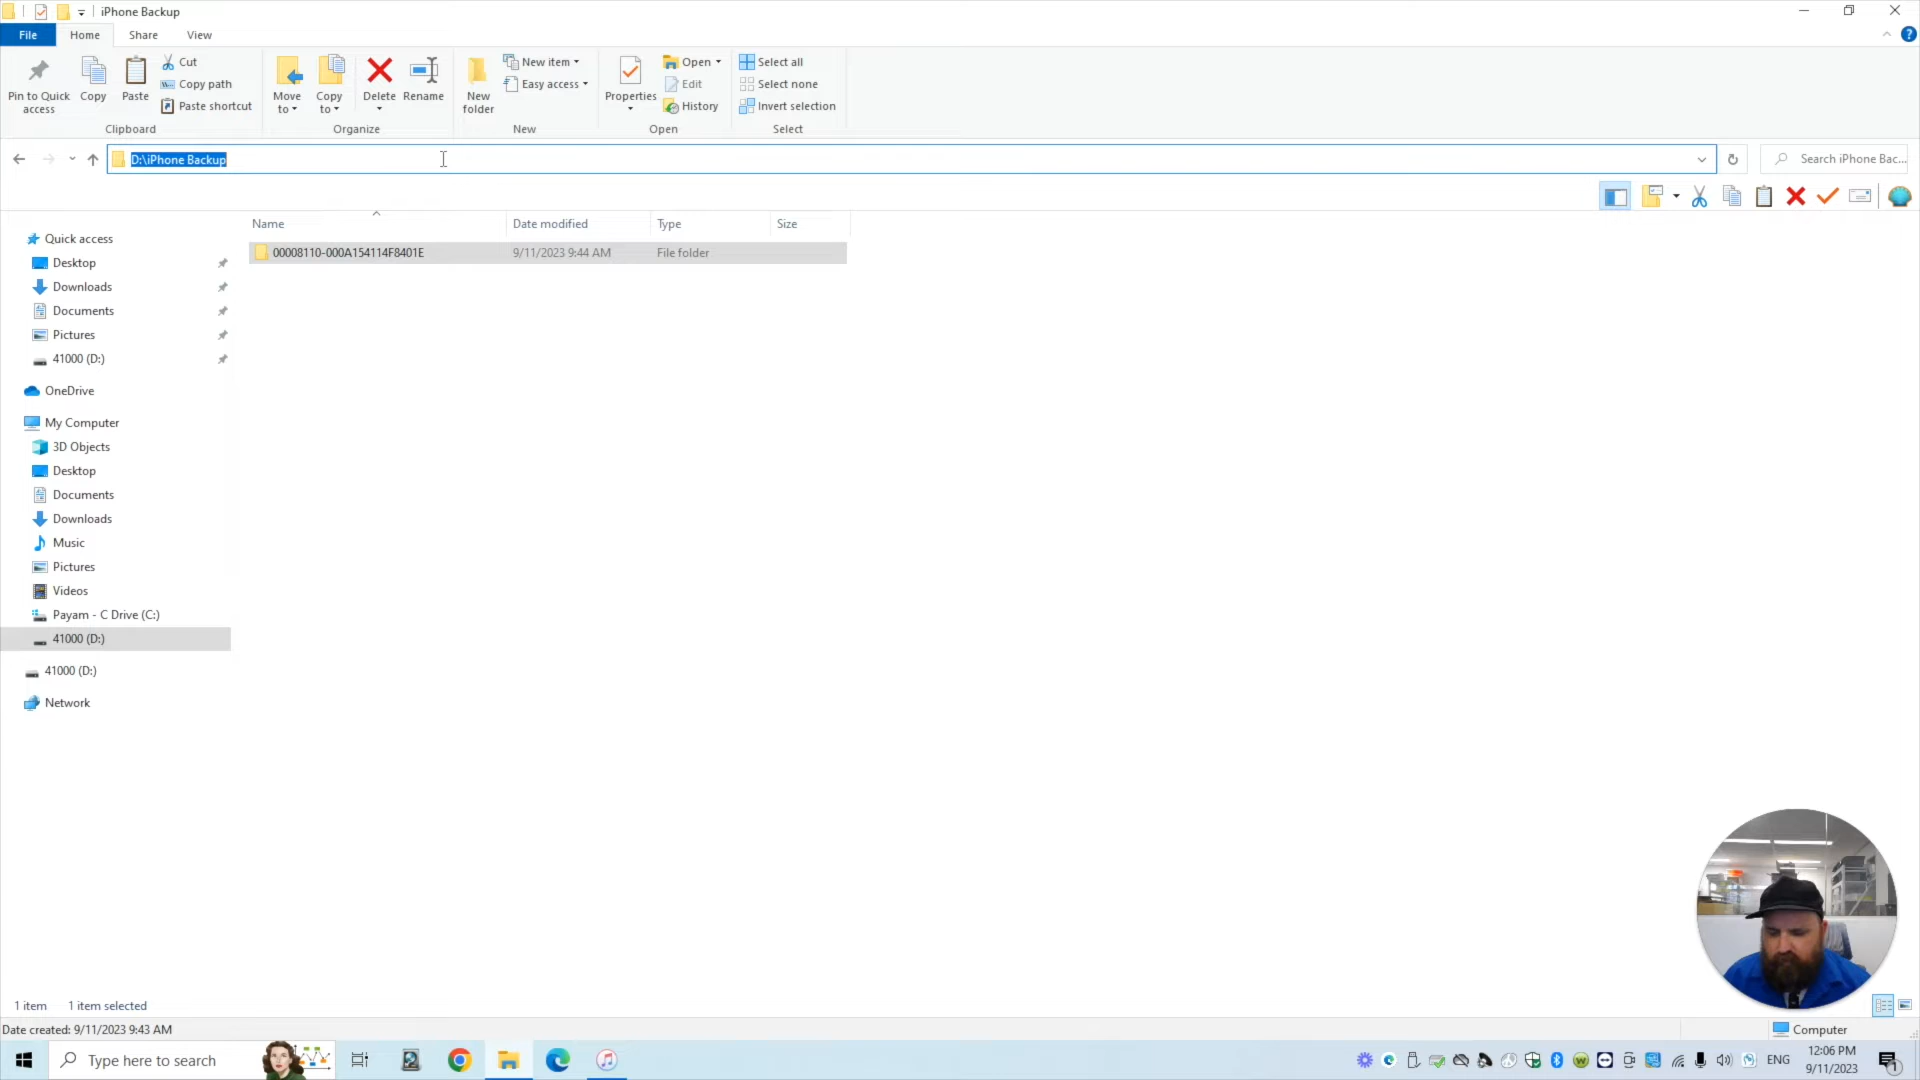 iPhone Backup
File
Home
Share
View
Pin to Quick access
Copy
Paste
Cut
Copy path
Paste shortcut
Clipboard
Move to
Copy to
Delete
Rename
Organize
New folder
New item
Easy access
New
Properties
Open
Edit
History
Open
Select all
Select none
Invert selection
Select
D:\iPhone Backup
Search iPhone Bac...
Name
Date modified
Type
Size
00008110-000A154114F8401E
9/11/2023 9:44 AM
File folder
Quick access
Desktop
Downloads
Documents
Pictures
41000 (D:)
OneDrive
My Computer
3D Objects
Desktop
Documents
Downloads
Music
Pictures
Videos
Payam - C Drive (C:)
41000 (D:)
41000 (D:)
Network
1 item
1 item selected
Date created: 9/11/2023 9:43 AM
Computer
Type here to search
ENG
12:06 PM
9/11/2023
1